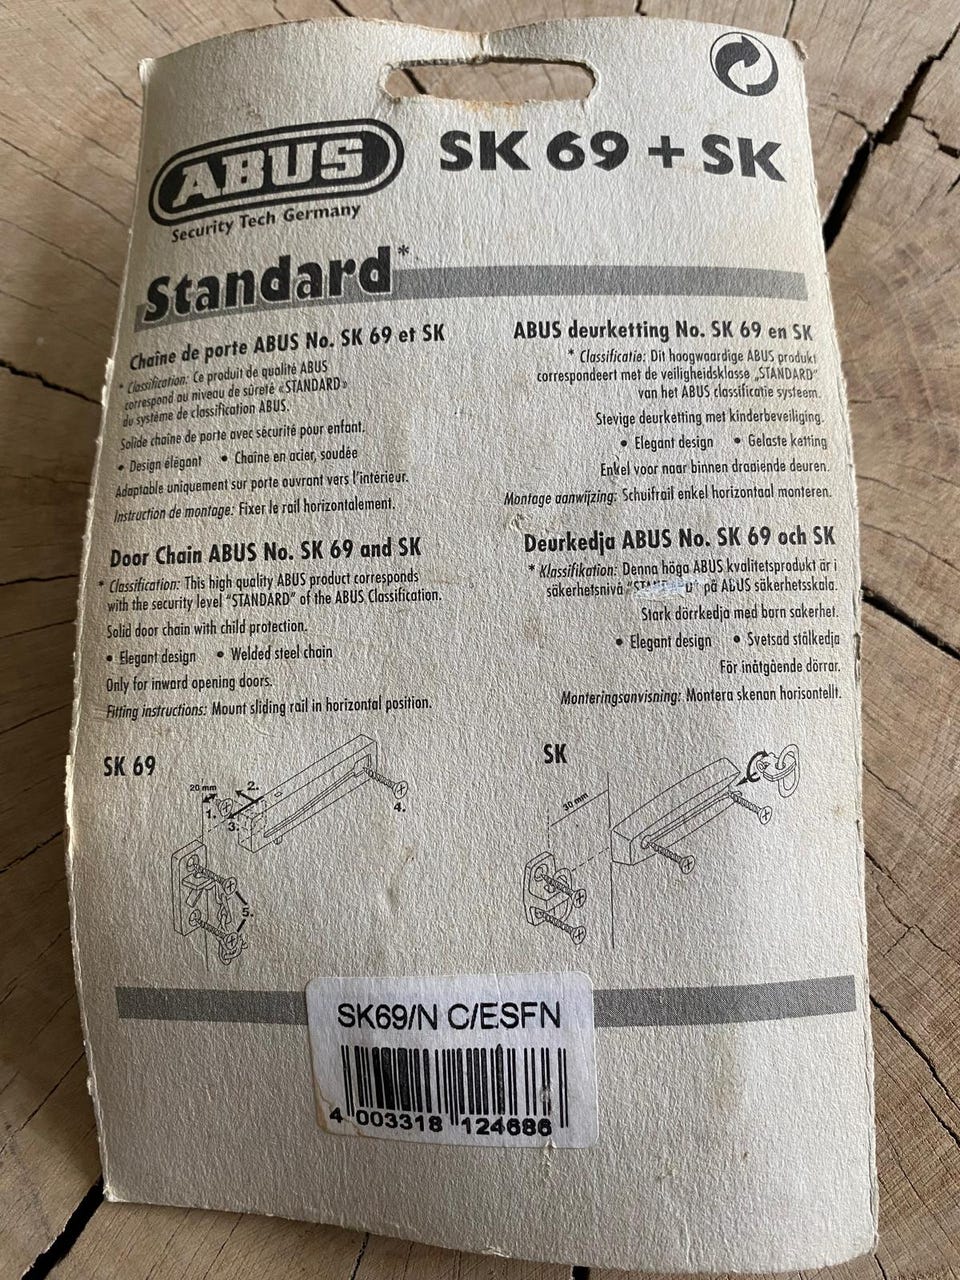 ABUS
Security Tech Germany
SK 69 + SK
Standard*
Chaîne de porte ABUS No. SK 69 et SK
* Classification: Ce produit de qualité ABUS
correspond au niveau de sûreté «STANDARD»
du système de classification ABUS.
Solide chaîne de porte avec sécurité pour enfant.
• Design élégant • Chaîne en acier, soudée
Adaptable uniquement sur porte ouvrant vers l'intérieur.
Instruction de montage: Fixer le rail horizontalement.
ABUS deurketting No. SK 69 en SK
* Classificatie: Dit hoogwaardige ABUS produkt
correspondeert met de veiligheidsklasse „STANDARD"
van het ABUS classificatie systeem.
Stevige deurketting met kinderbeveiliging.
• Elegant design • Gelaste ketting
Enkel voor naar binnen draaiende deuren.
Montage aanwijzing: Schuifrail enkel horizontaal monteren.
Door Chain ABUS No. SK 69 and SK
* Classification: This high quality ABUS product corresponds
with the security level "STANDARD" of the ABUS Classification.
Solid door chain with child protection.
• Elegant design • Welded steel chain
Only for inward opening doors.
Fitting instructions: Mount sliding rail in horizontal position.
Deurkedja ABUS No. SK 69 och SK
* Klassifikation: Denna höga ABUS kvalitetsprodukt är i
säkerhetsnivå på ABUS säkerhetsskala.
Stark dörrkedja med barn sakerhet.
• Elegant design • Svetsad stålkedja
För inåtgående dörrar.
Monteringsanvisning: Montera skenan horisontellt.
SK 69
20 mm
1.
2.
3.
4.
5.
SK
30 mm
SK69/N C/ESFN
4 003318 124686